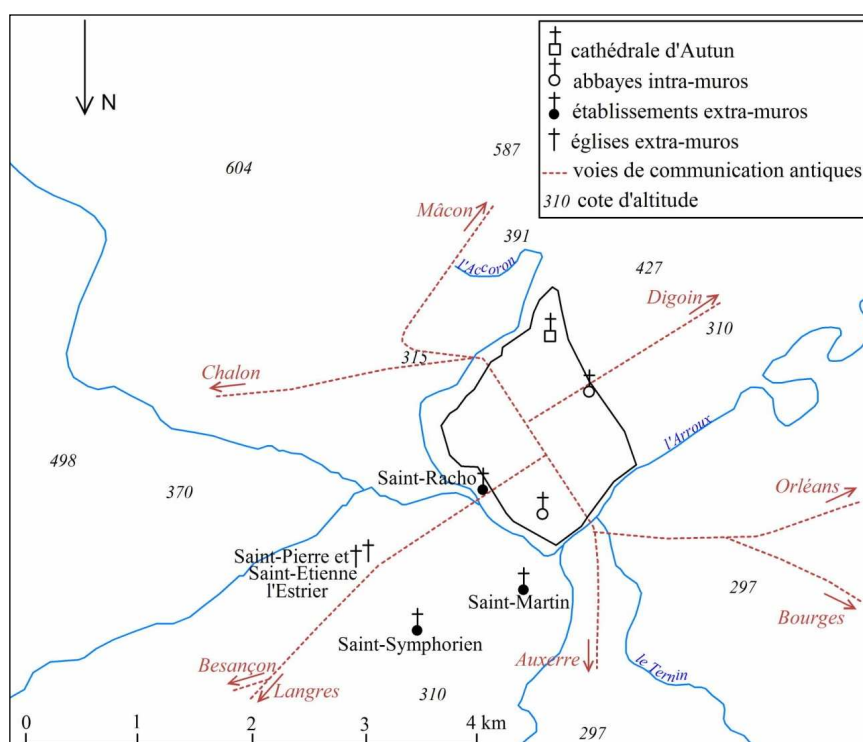 N
cathédrale d'Autun
abbayes intra-muros
établissements extra-muros
églises extra-muros
voies de communication antiques
310 cote d'altitude
604
587
Mâcon
391
l'Accoron
427
Digoin
310
315
Chalon
l'Arroux
498
370
Saint-Racho
Orléans
Saint-Pierre et
Saint-Etienne
l'Estrier
Saint-Martin
297
Bourges
Saint-Symphorien
Besançon
Langres
Auxerre
le Ternin
310
297
0 1 2 3 4 km